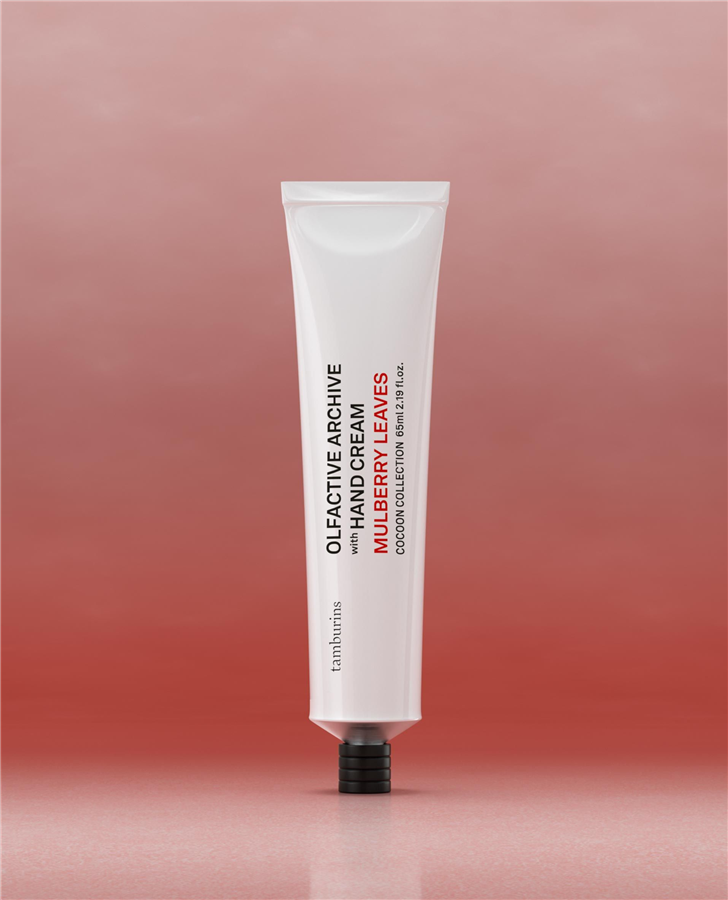 OLFACTIVE ARCHIVE
with HAND CREAM
MULBERRY LEAVES
COCOON COLLECTION 65ml 2.19 fl.oz.
tamburins